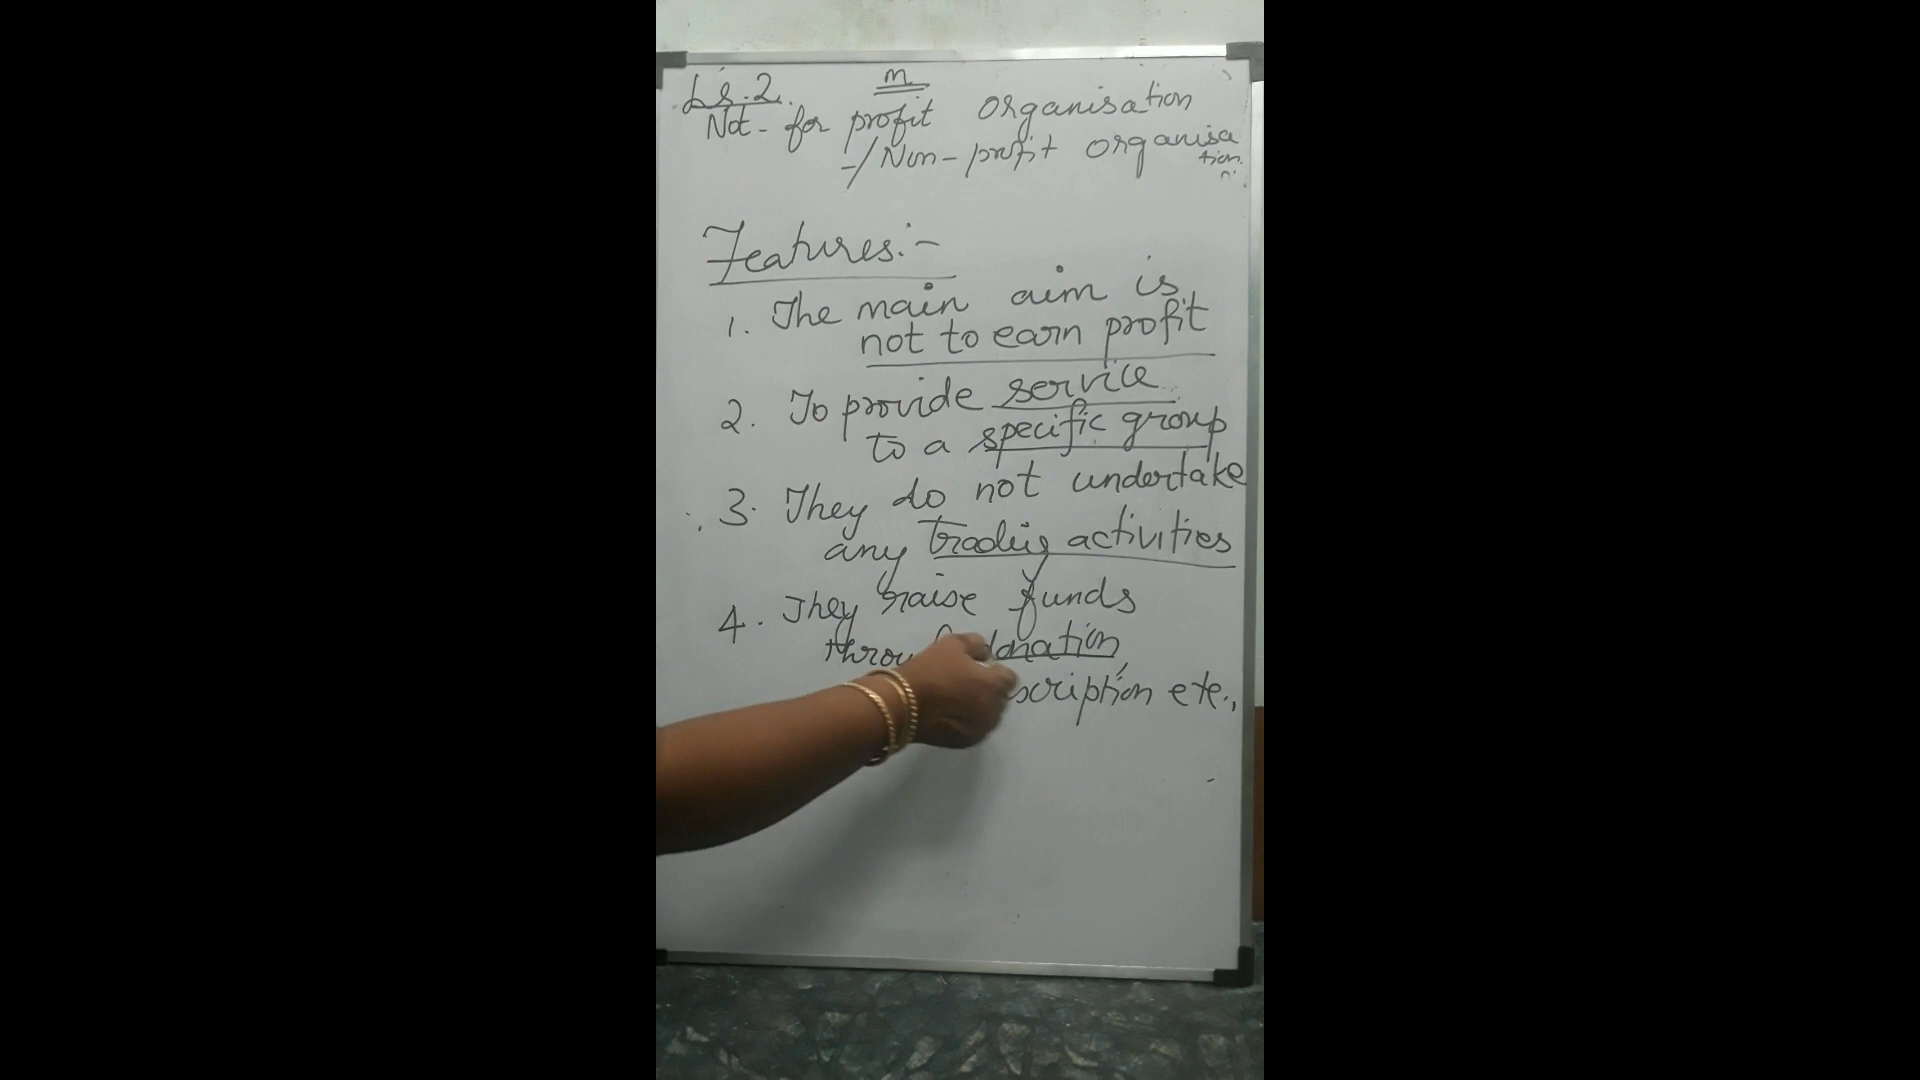 Ls.2. m
Not - for profit organisation
-/ Non - profit organisa
tion.
Features:-
1. The main aim is
not to earn profit
2. To provide service
to a specific group
3. They do not undertake
any trading activities
4. They raise funds
donation,
etc.,